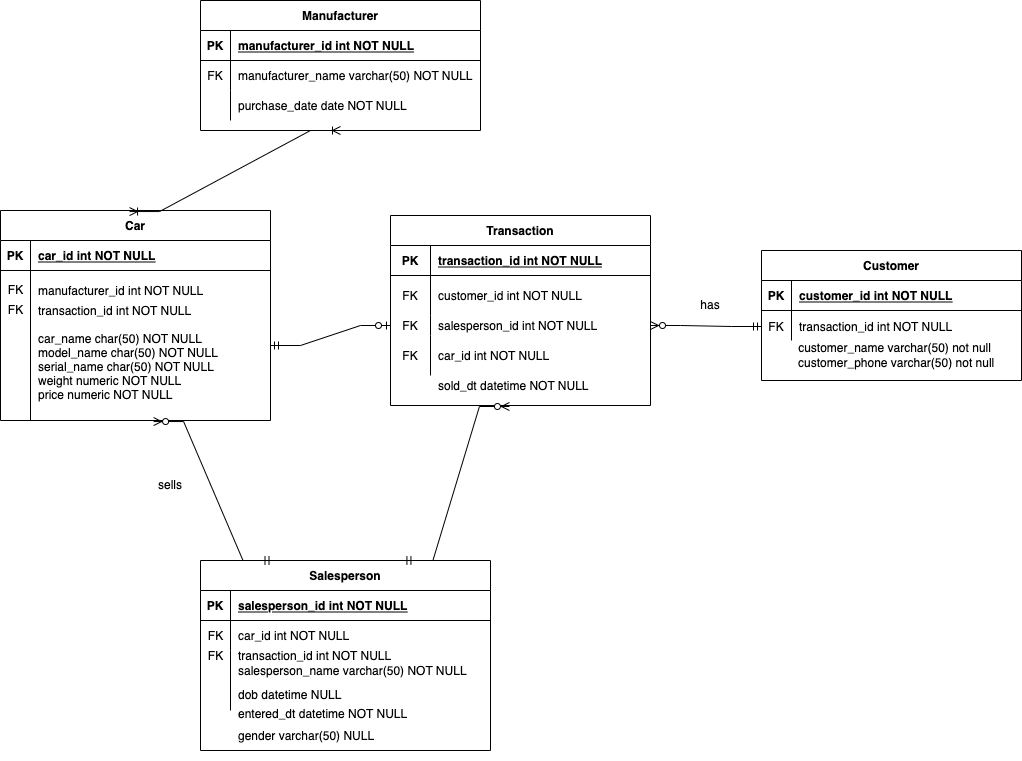 Manufacturer
PK manufacturer_id int NOT NULL
FK manufacturer_name varchar(50) NOT NULL
purchase_date date NOT NULL
Car
PK car_id int NOT NULL
FK manufacturer_id int NOT NULL
FK transaction_id int NOT NULL
car_name char(50) NOT NULL
model_name char(50) NOT NULL
serial_name char(50) NOT NULL
weight numeric NOT NULL
price numeric NOT NULL
Transaction
PK transaction_id int NOT NULL
FK customer_id int NOT NULL
FK salesperson_id int NOT NULL
FK car_id int NOT NULL
sold_dt datetime NOT NULL
has
Customer
PK customer_id int NOT NULL
FK transaction_id int NOT NULL
customer_name varchar(50) not null
customer_phone varchar(50) not null
sells
Salesperson
PK salesperson_id int NOT NULL
FK car_id int NOT NULL
FK transaction_id int NOT NULL
salesperson_name varchar(50) NOT NULL
dob datetime NULL
entered_dt datetime NOT NULL
gender varchar(50) NULL